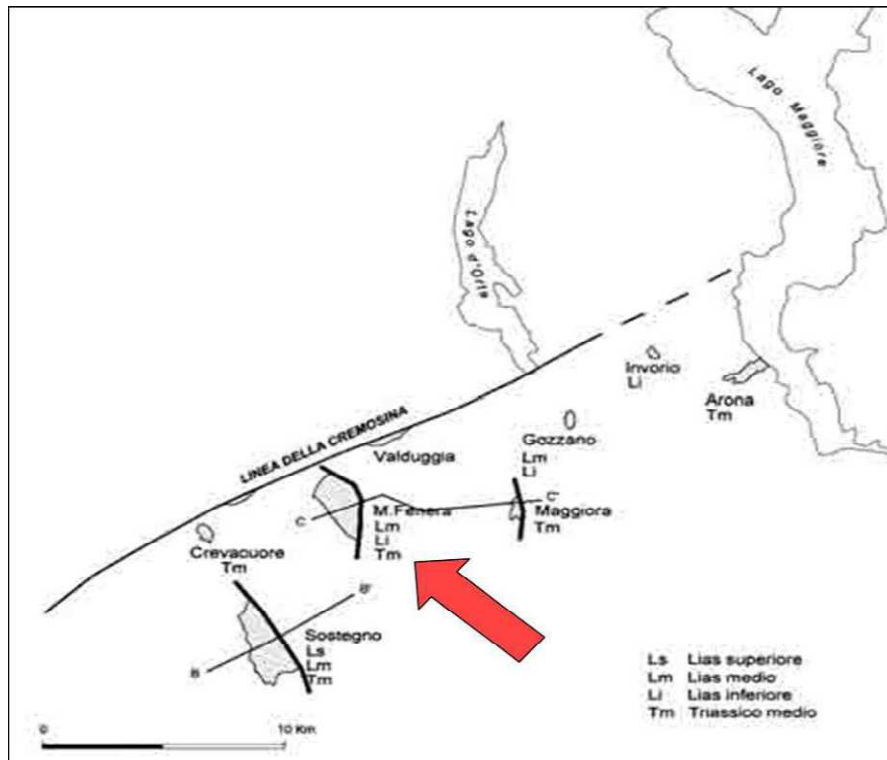 Lago Maggiore
Lago d'Orta
Invorio
Li
Arona
Tm
LINEA DELLA CREMOSINA
Valduggia
Gozzano
Lm
Li
C
C'
M.Fenera
Lm
Li
Tm
Maggiora
Tm
Crevacuore
Tm
B'
B
Sostegno
Ls
Lm
Tm
Ls Lias superiore
Lm Lias medio
Li Lias inferiore
Tm Triassico medio
0 10 Km